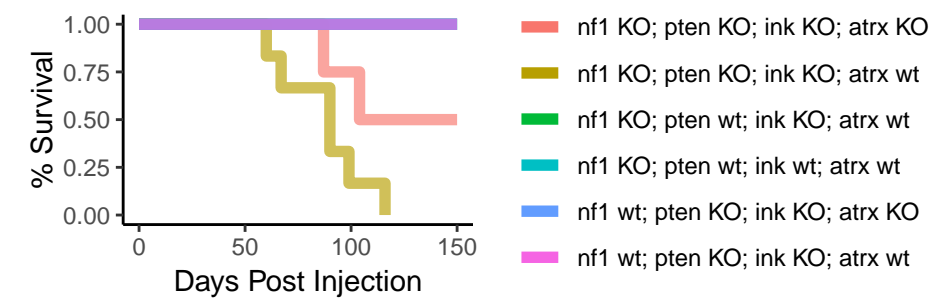 % Survival
1.00
0.75
0.50
0.25
0.00
0 50 100 150
Days Post Injection
nf1 KO; pten KO; ink KO; atrx KO
nf1 KO; pten KO; ink KO; atrx wt
nf1 KO; pten wt; ink KO; atrx wt
nf1 KO; pten wt; ink wt; atrx wt
nf1 wt; pten KO; ink KO; atrx KO
nf1 wt; pten KO; ink KO; atrx wt